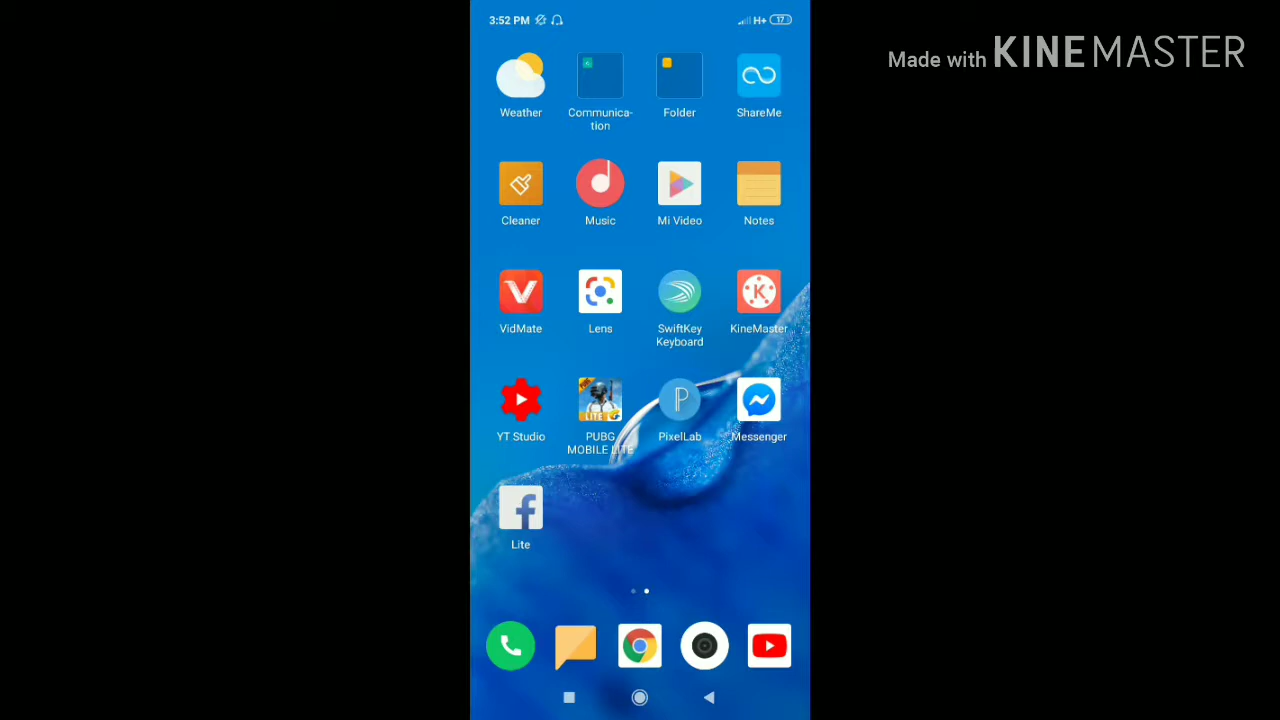 3:52 PM
H+ 17
Made with KINEMASTER
Weather
Communica-
tion
Folder
ShareMe
Cleaner
Music
Mi Video
Notes
VidMate
Lens
SwiftKey
Keyboard
KineMaster
YT Studio
PUBG
MOBILE LITE
PixelLab
Messenger
Lite